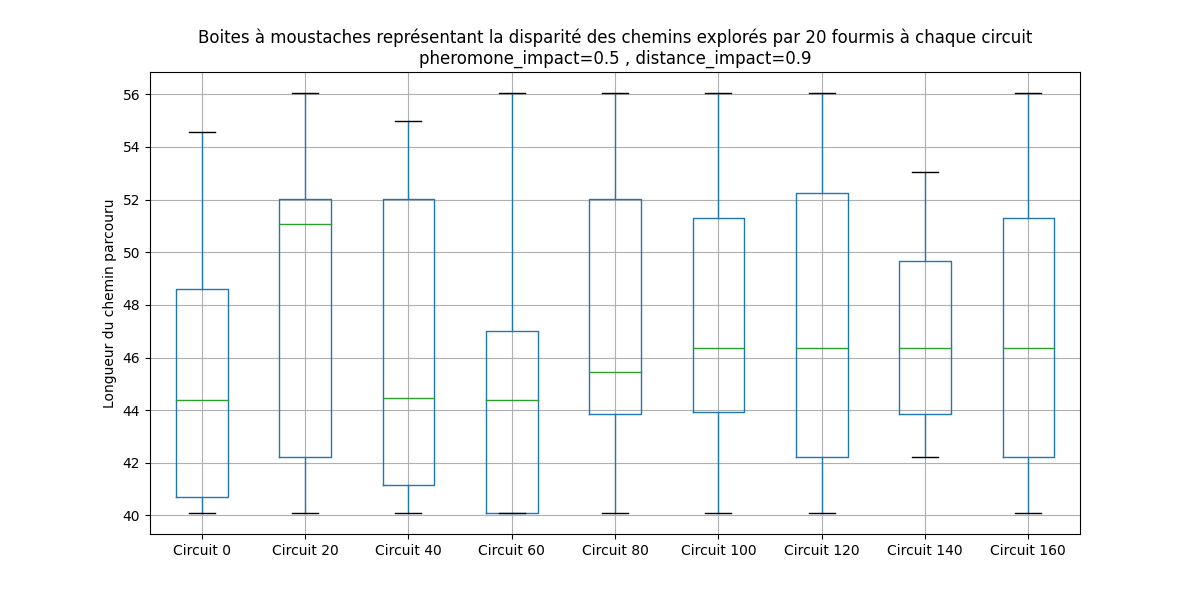 Boites à moustaches représentant la disparité des chemins explorés par 20 fourmis à chaque circuit
pheromone_impact=0.5 , distance_impact=0.9
Longueur du chemin parcouru
56
54
52
50
48
46
44
42
40
Circuit 0
Circuit 20
Circuit 40
Circuit 60
Circuit 80
Circuit 100
Circuit 120
Circuit 140
Circuit 160